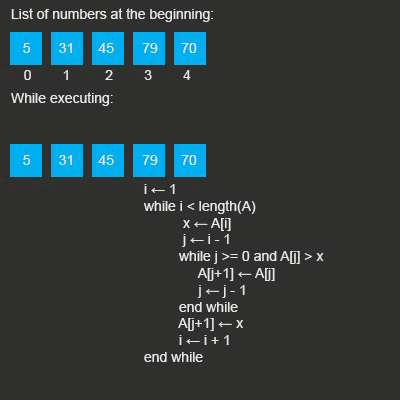 List of numbers at the beginning:
5 31 45 79 70
0 1 2 3 4
While executing:
5 31 45 79 70
i ← 1
while i < length(A)
x ← A[i]
j ← i - 1
while j >= 0 and A[j] > x
A[j+1] ← A[j]
j ← j - 1
end while
A[j+1] ← x
i ← i + 1
end while